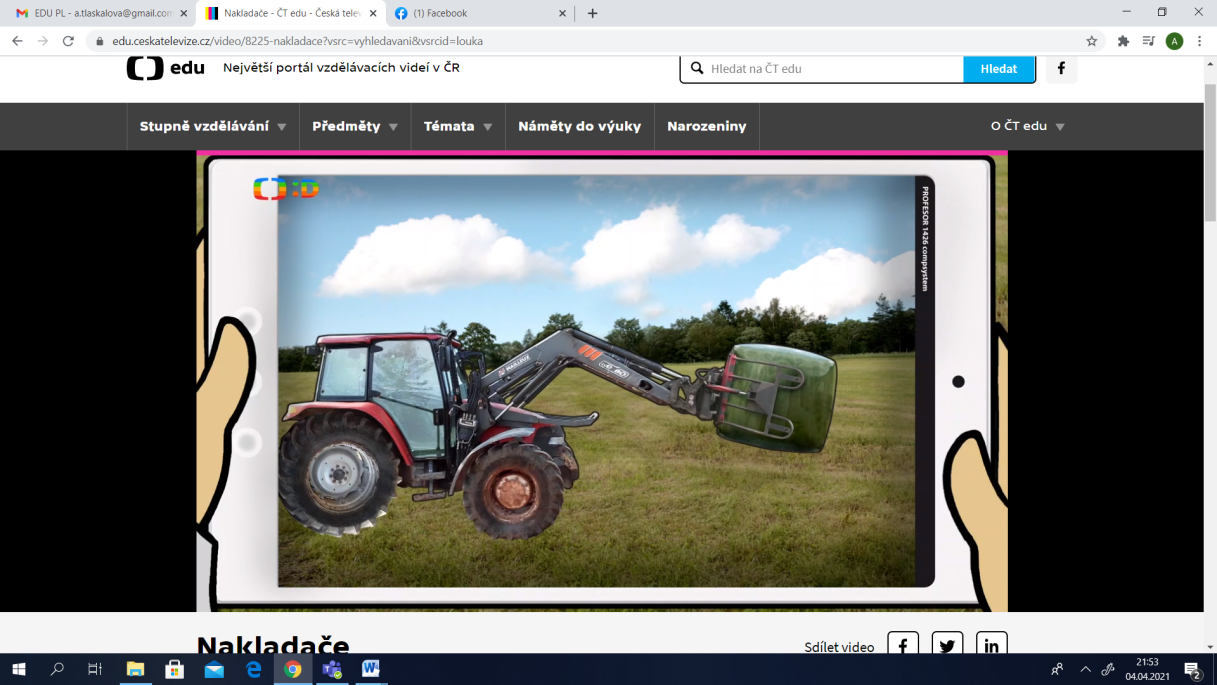 EDU PL - a.tlaskalova@gmail.com
Nakladače - ČT edu - Česká telev
(1) Facebook
edu.ceskatelevize.cz/video/8225-nakladace?vsrc=vyhledavani&vsrcid=louka
A
edu
Největší portál vzdělávacích videí v ČR
Hledat na ČT edu
Hledat
Stupně vzdělávání
Předměty
Témata
Náměty do výuky
Narozeniny
O ČT edu
:D
PROFESOR 1426 compsystem
Nakladače
Sdílet video
21:53
04.04.2021
2